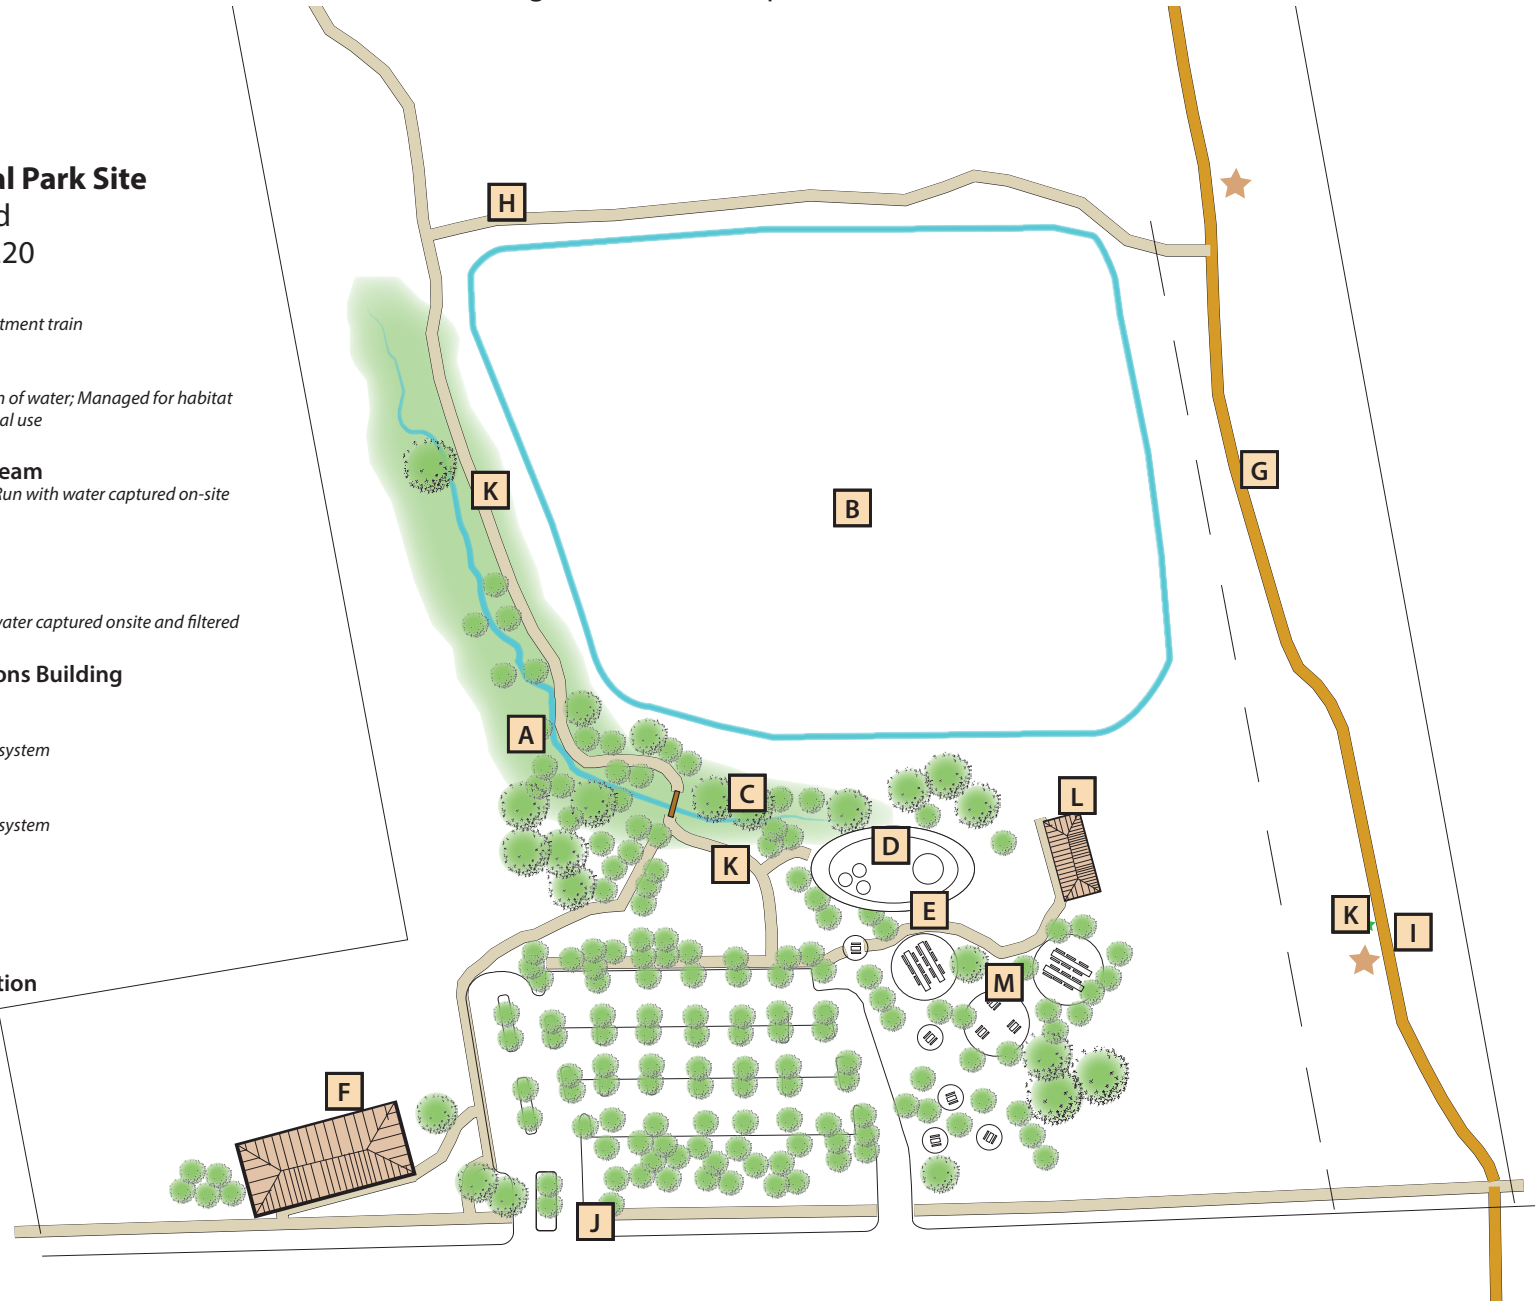 al Park Site
d
20
tment train
n of water; Managed for habitat
al use
eam
Run with water captured on-site
water captured onsite and filtered
ons Building
system
system
tion
H
K
B
G
A
C
L
D
K
E
K
I
M
F
J